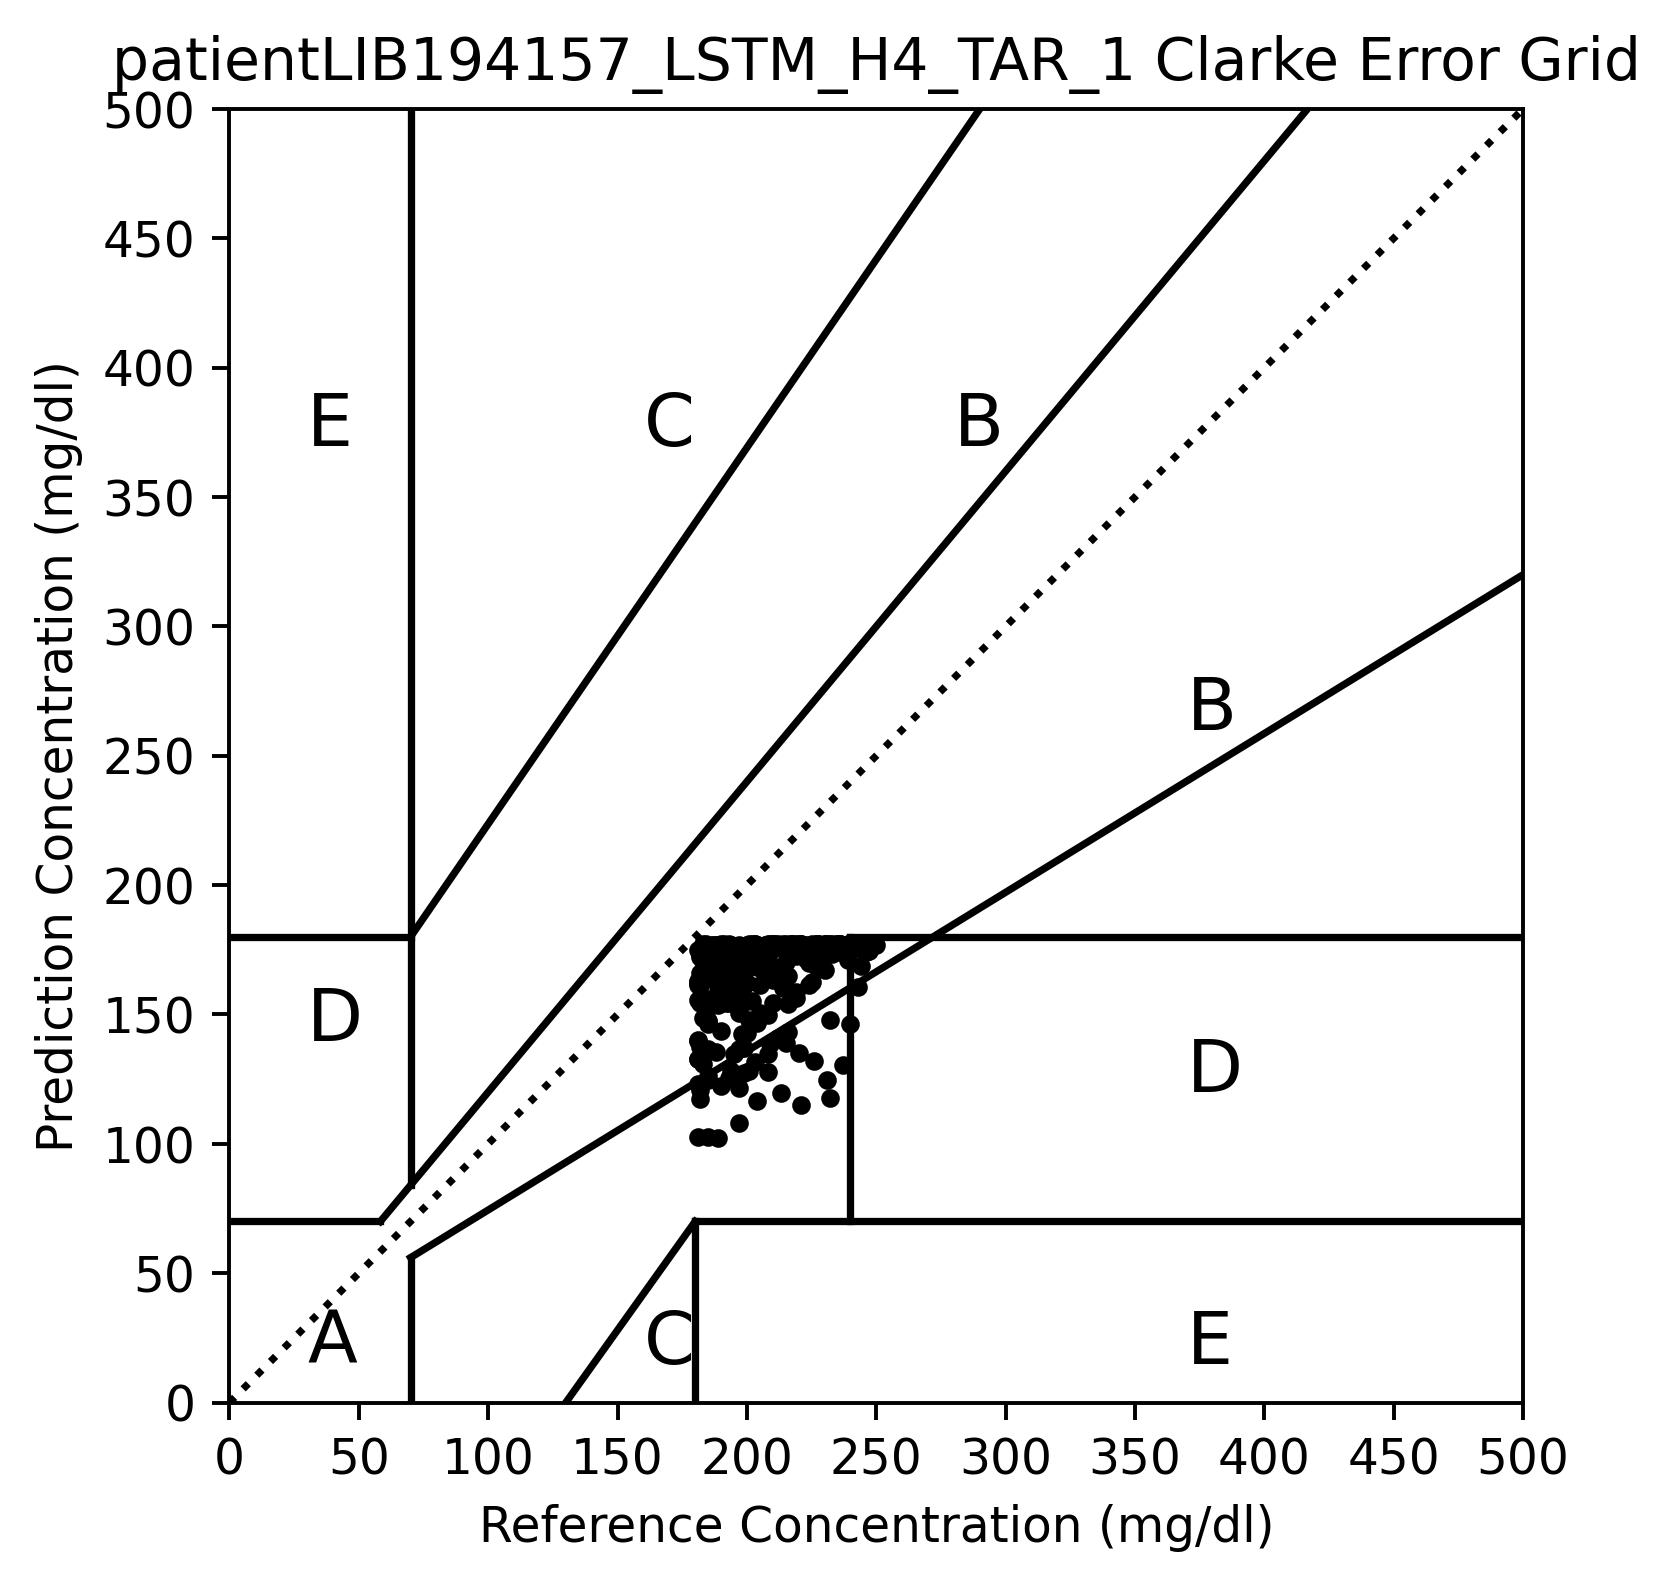 patientLIB194157_LSTM_H4_TAR_1 Clarke Error Grid
500
450
400
350
300
250
200
150
100
50
0
Prediction Concentration (mg/dl)
E
C
B
B
D
D
A
C
E
0 50 100 150 200 250 300 350 400 450 500
Reference Concentration (mg/dl)